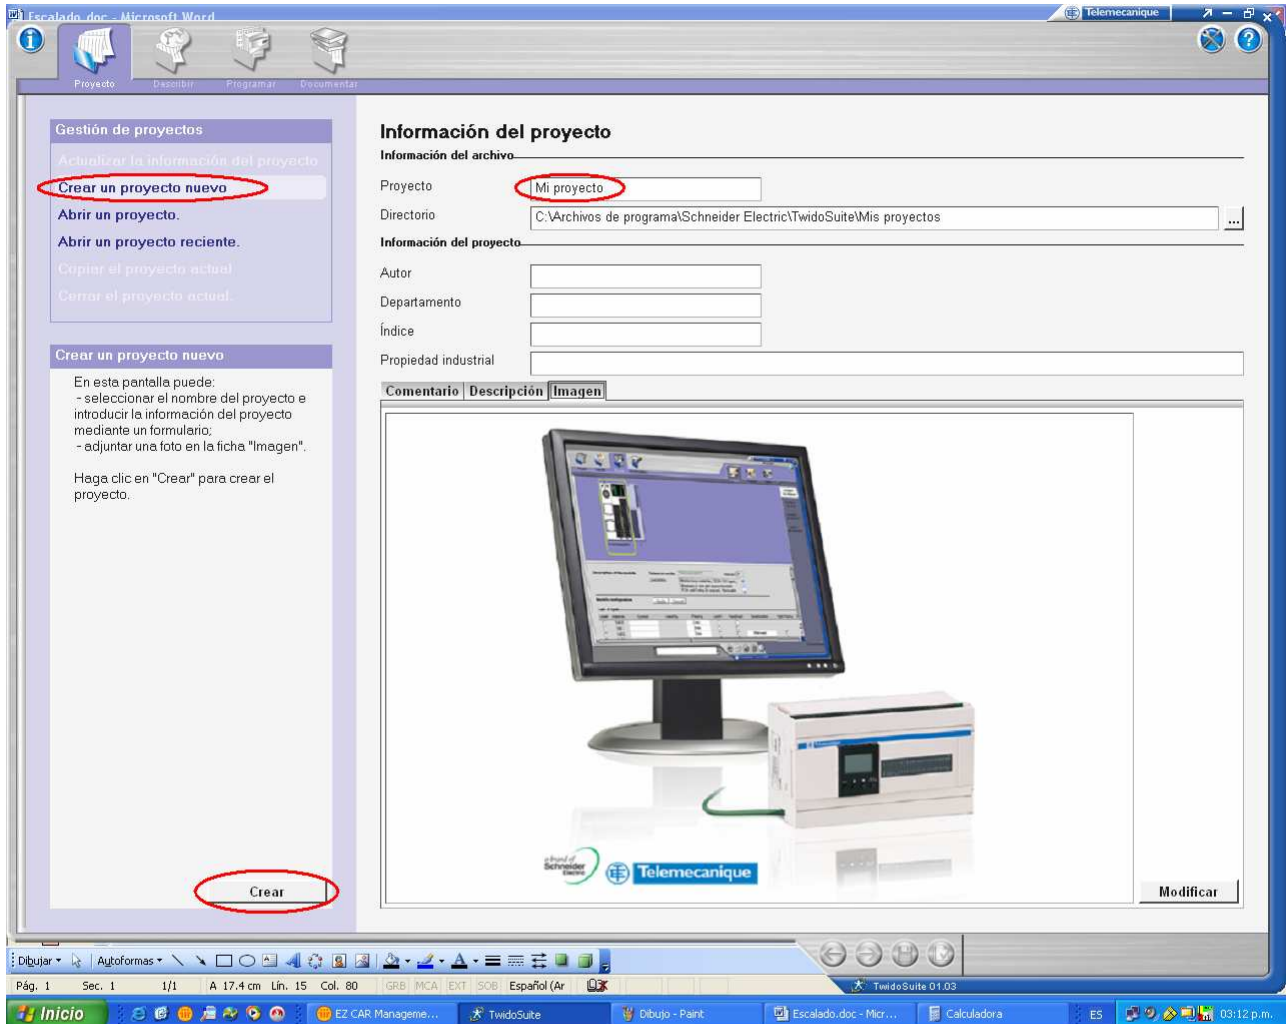 Escalado.doc - Microsoft Word
Telemecanique
Proyecto Describir Programar Documentar
Gestión de proyectos
Actualizar la información del proyecto
Crear un proyecto nuevo
Abrir un proyecto.
Abrir un proyecto reciente.
Copiar el proyecto actual
Cerrar el proyecto actual.
Crear un proyecto nuevo
En esta pantalla puede:
- seleccionar el nombre del proyecto e
introducir la información del proyecto
mediante un formulario;
- adjuntar una foto en la ficha "Imagen".
Haga clic en "Crear" para crear el
proyecto.
Crear
Información del proyecto
Información del archivo
Proyecto Mi proyecto
Directorio C:\Archivos de programa\Schneider Electric\TwidoSuite\Mis proyectos ...
Información del proyecto
Autor
Departamento
Índice
Propiedad industrial
Comentario Descripción Imagen
a brand of
Schneider
Electric
Telemecanique
Modificar
Dibujar Autoformas
Pág. 1 Sec. 1 1/1 A 17.4 cm Lín. 15 Col. 80 GRB MCA EXT SOB Español (Ar
TwidoSuite 01.03
Inicio EZ CAR Manageme... TwidoSuite Dibujo - Paint Escalado.doc - Micr... Calculadora ES 03:12 p.m.